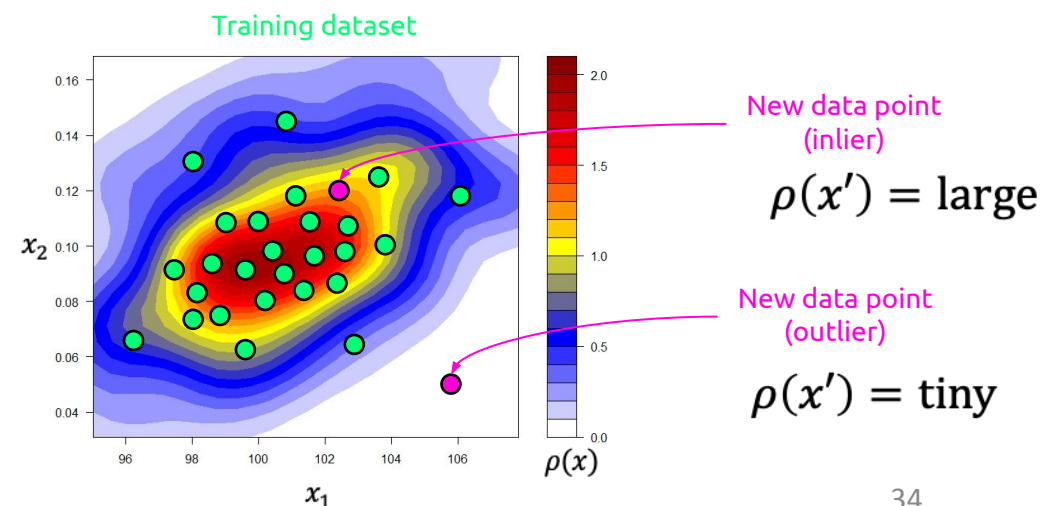 Training dataset
0.16
0.14
0.12
0.10
0.08
0.06
0.04
x₂
96
98
100
102
104
106
x₁
2.0
1.5
1.0
0.5
0.0
ρ(x)
New data point
(inlier)
ρ(x′) = large
New data point
(outlier)
ρ(x′) = tiny
34